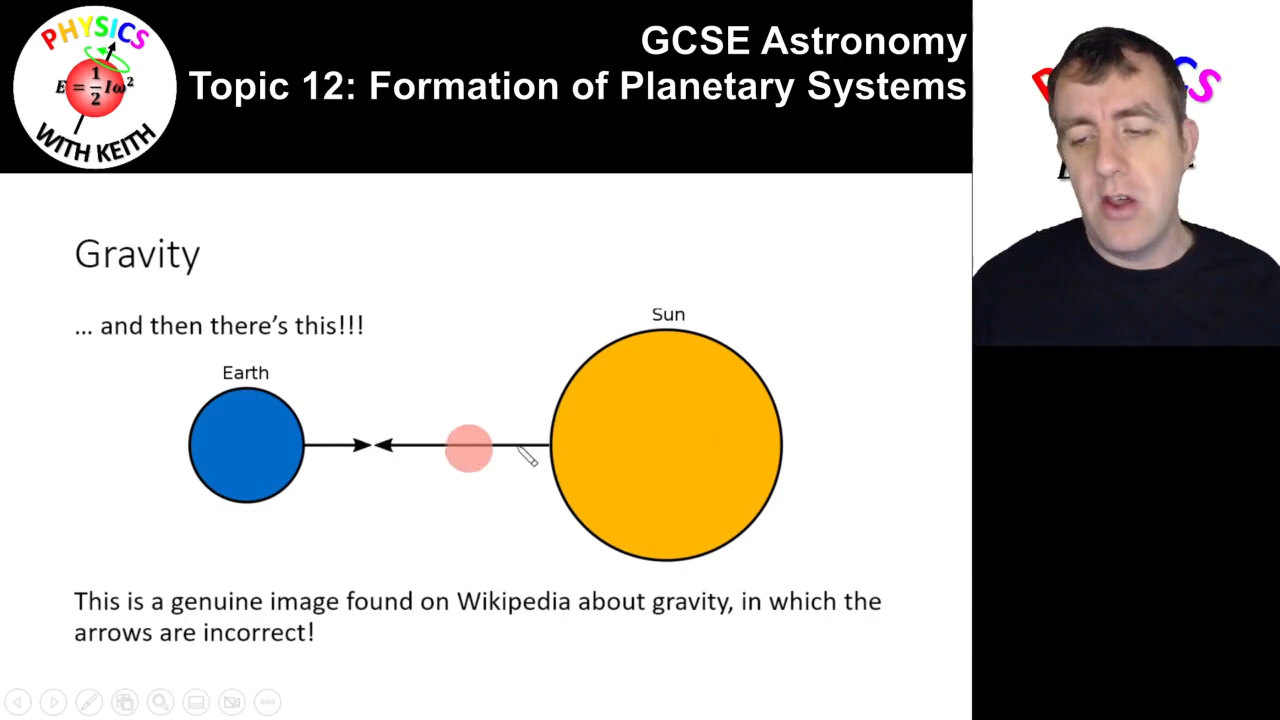 PHYSICS
E = 1/2 Iω²
WITH KEITH
GCSE Astronomy
Topic 12: Formation of Planetary Systems
Gravity
... and then there's this!!!
Sun
Earth
This is a genuine image found on Wikipedia about gravity, in which the
arrows are incorrect!